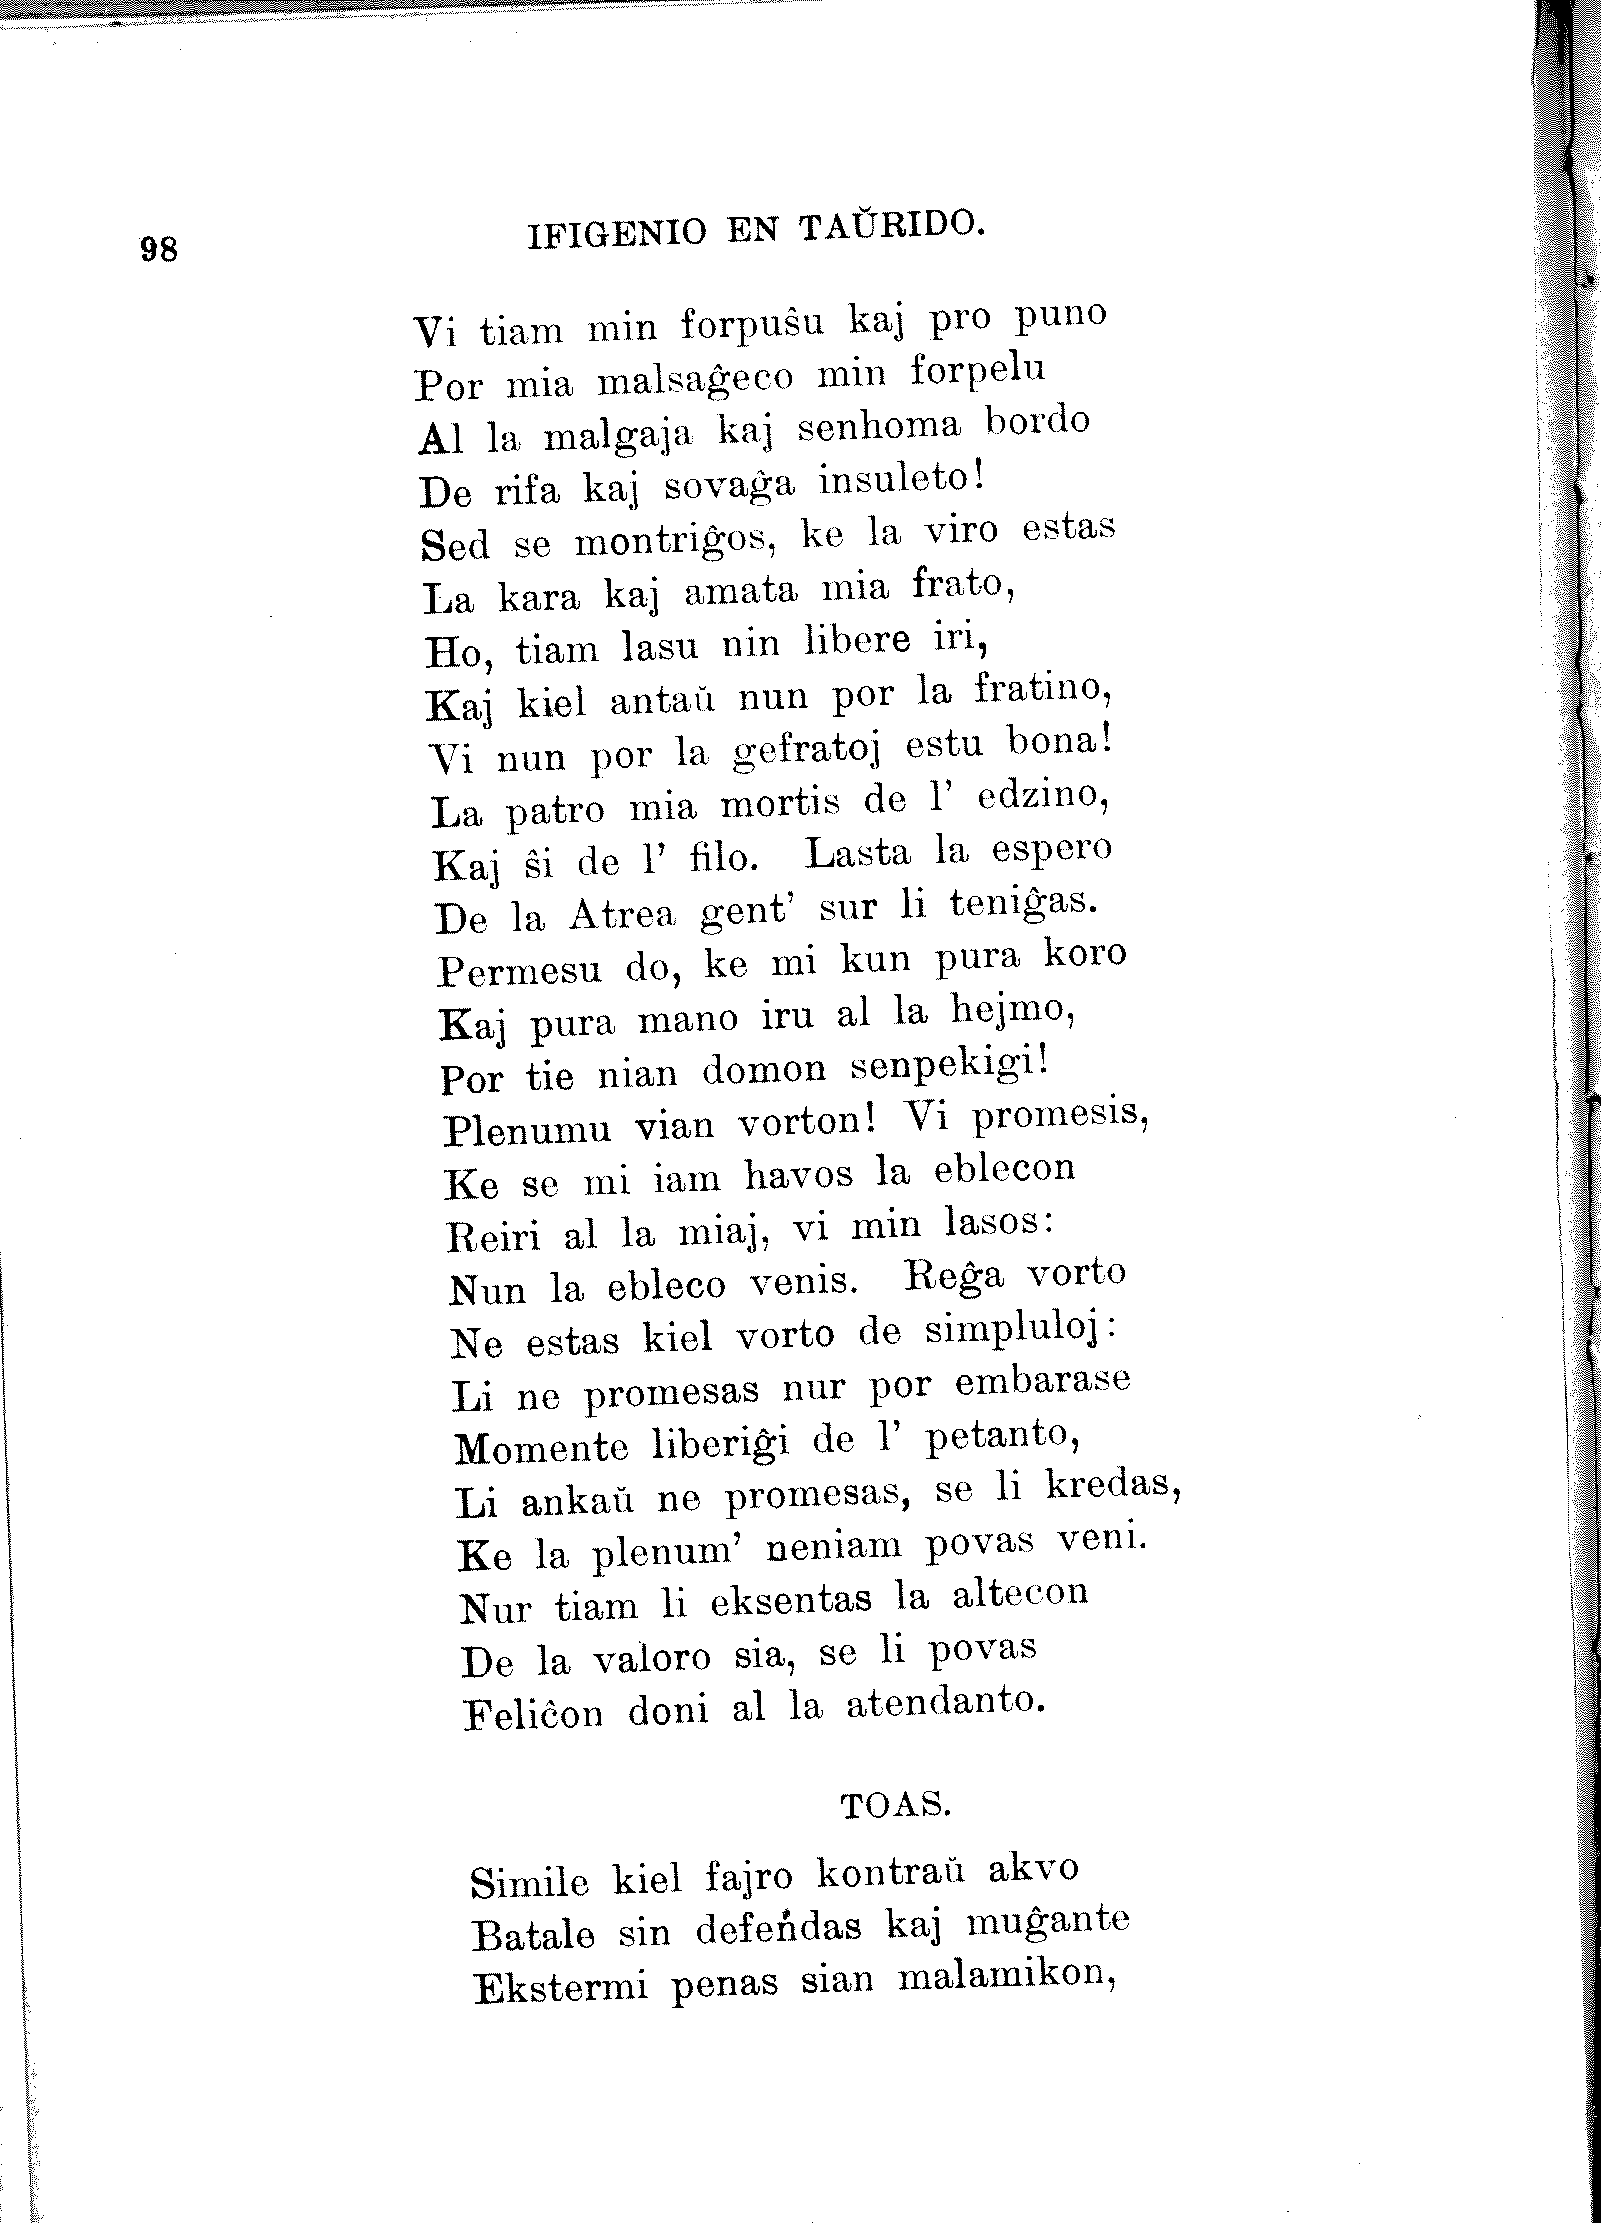 98
IFIGENIO EN TAŬRIDO.
Vi tiam min forpuŝu kaj pro puno
Por mia malsaĝeco min forpelu
Al la malgaja kaj senhoma bordo
De rifa kaj sovaĝa insuleto!
Sed se montriĝos, ke la viro estas
La kara kaj amata mia frato,
Ho, tiam lasu nin libere iri,
Kaj kiel antaŭ nun por la fratino,
Vi nun por la gefratoj estu bona!
La patro mia mortis de l' edzino,
Kaj ŝi de l' filo. Lasta la espero
De la Atrea gent' sur li teniĝas.
Permesu do, ke mi kun pura koro
Kaj pura mano iru al la hejmo,
Por tie nian domon senpekigi!
Plenumu vian vorton! Vi promesis,
Ke se mi iam havos la eblecon
Reiri al la miaj, vi min lasos:
Nun la ebleco venis. Reĝa vorto
Ne estas kiel vorto de simpluloj:
Li ne promesas nur por embarase
Momente liberiĝi de l' petanto,
Li ankaŭ ne promesas, se li kredas,
Ke la plenum' neniam povas veni.
Nur tiam li eksentas la altecon
De la valoro sia, se li povas
Feliĉon doni al la atendanto.
TOAS.
Simile kiel fajro kontraŭ akvo
Batale sin defendas kaj muĝante
Ekstermi penas sian malamikon,